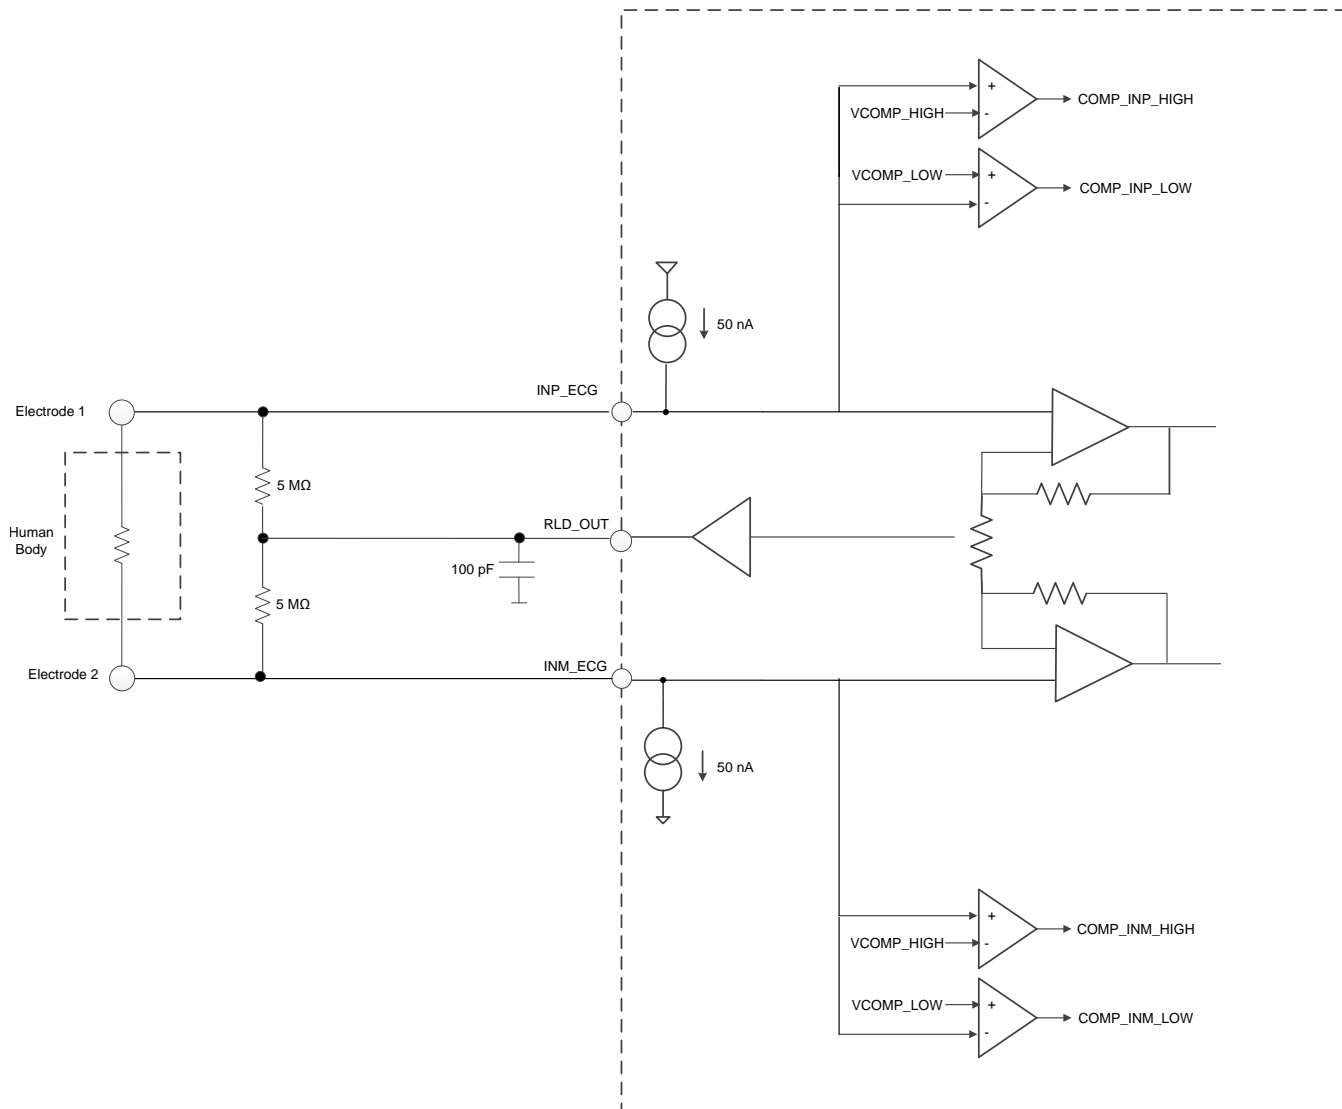 +
COMP_INP_HIGH
VCOMP_HIGH
-
VCOMP_LOW
+
COMP_INP_LOW
-
50 nA
INP_ECG
Electrode 1
5 MΩ
RLD_OUT
Human
Body
100 pF
5 MΩ
INM_ECG
Electrode 2
50 nA
+
COMP_INM_HIGH
VCOMP_HIGH
-
VCOMP_LOW
+
COMP_INM_LOW
-